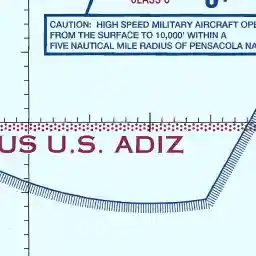 CLASS C
CAUTION: HIGH SPEED MILITARY AIRCRAFT OPE
FROM THE SURFACE TO 10,000' WITHIN A
FIVE NAUTICAL MILE RADIUS OF PENSACOLA NA
US U.S. ADIZ